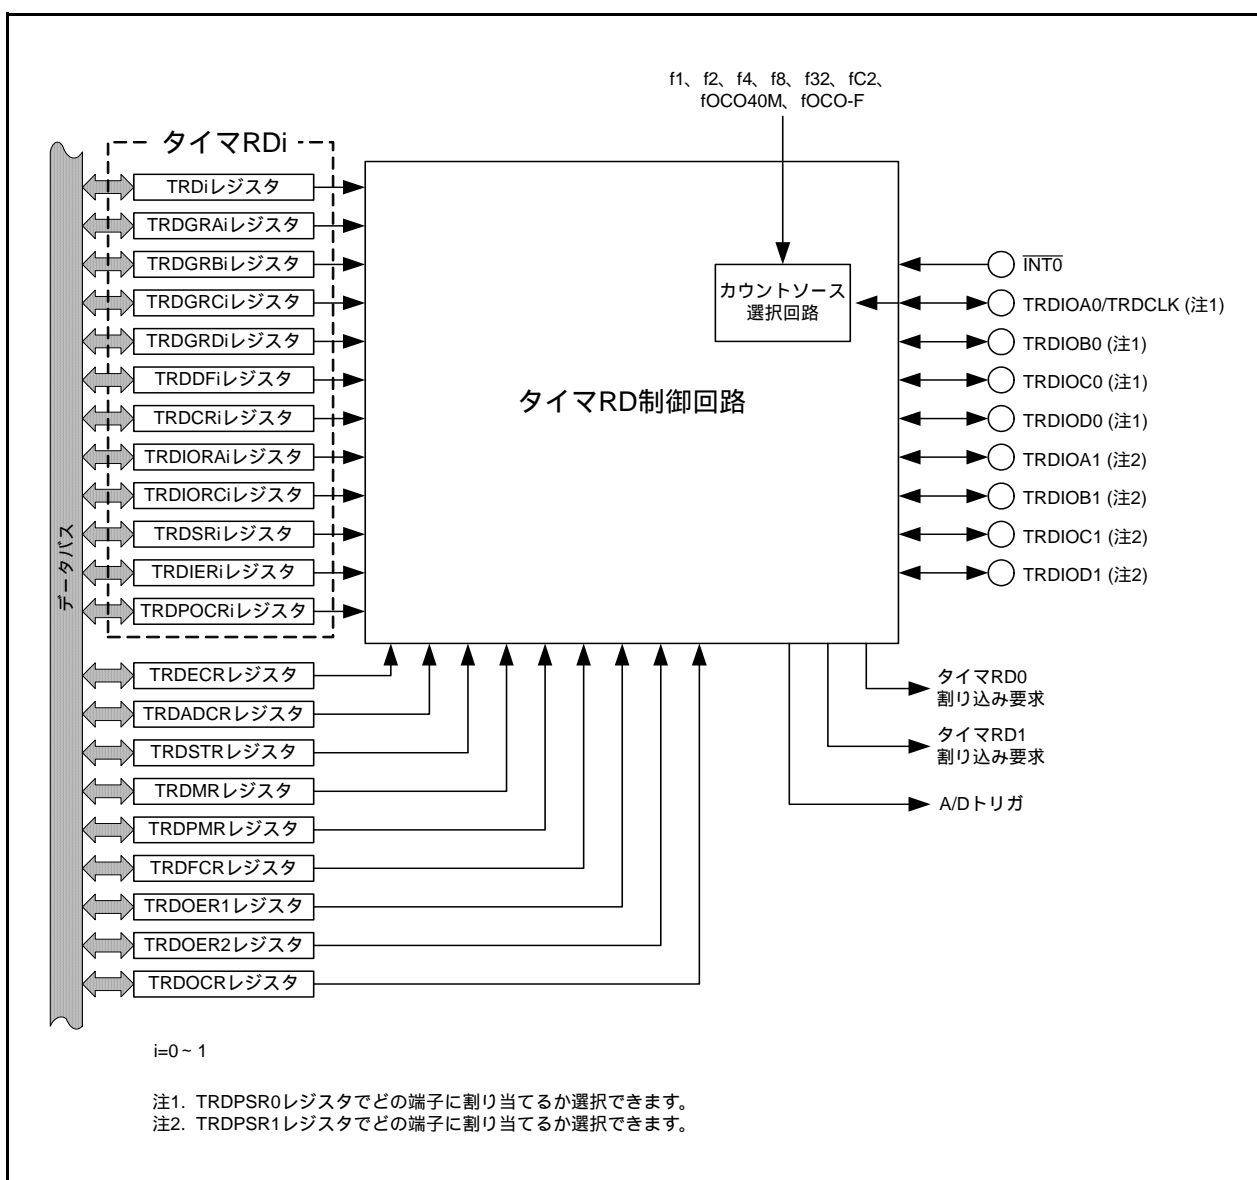 f1、f2、f4、f8、f32、fC2、
fOCO40M、fOCO-F
タイマRDi
TRDiレジスタ
TRDGRAiレジスタ
TRDGRBiレジスタ
TRDGRCiレジスタ
TRDGRDiレジスタ
TRDDFiレジスタ
TRDCRiレジスタ
TRDIORAiレジスタ
TRDIORCiレジスタ
TRDSRiレジスタ
TRDIERiレジスタ
TRDPOCRiレジスタ
データバス
カウントソース
選択回路
タイマRD制御回路
INT0
TRDIOA0/TRDCLK (注1)
TRDIOB0 (注1)
TRDIOC0 (注1)
TRDIOD0 (注1)
TRDIOA1 (注2)
TRDIOB1 (注2)
TRDIOC1 (注2)
TRDIOD1 (注2)
TRDECRレジスタ
TRDADCRレジスタ
TRDSTRレジスタ
TRDMRレジスタ
TRDPMRレジスタ
TRDFCRレジスタ
TRDOER1レジスタ
TRDOER2レジスタ
TRDOCRレジスタ
タイマRD0
割り込み要求
タイマRD1
割り込み要求
A/Dトリガ
i=0~1
注1. TRDPSR0レジスタでどの端子に割り当てるか選択できます。
注2. TRDPSR1レジスタでどの端子に割り当てるか選択できます。